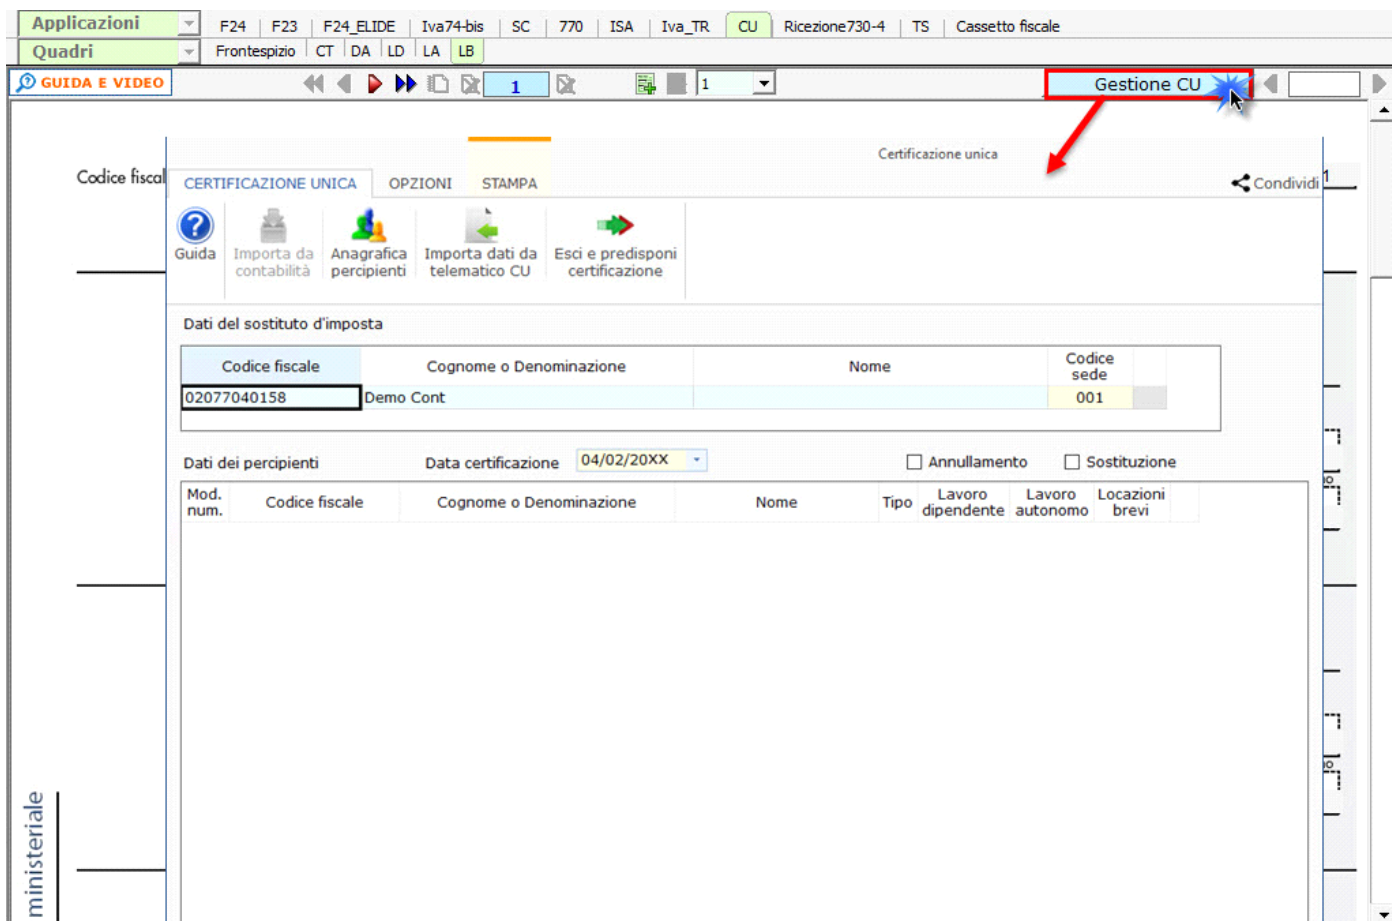 Applicazioni F24 F23 F24_ELIDE Iva74-bis SC 770 ISA Iva_TR CU Ricezione730-4 TS Cassetto fiscale
Quadri Frontespizio CT DA LD LA LB
GUIDA E VIDEO 1 1 Gestione CU
Certificazione unica
Codice fiscal CERTIFICAZIONE UNICA OPZIONI STAMPA Condividi 1
Guida Importa da contabilità Anagrafica percipienti Importa dati da telematico CU Esci e predisponi certificazione
Dati del sostituto d'imposta
Codice fiscale Cognome o Denominazione Nome Codice sede
02077040158 Demo Cont 001
Dati dei percipienti Data certificazione 04/02/20XX Annullamento Sostituzione
Mod. num. Codice fiscale Cognome o Denominazione Nome Tipo Lavoro dipendente Lavoro autonomo Locazioni brevi
ministeriale